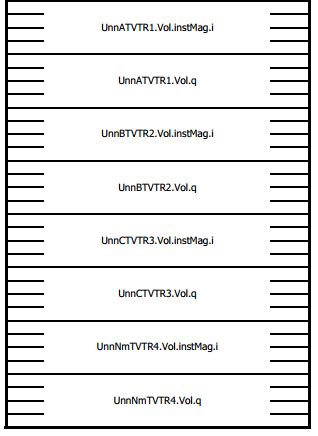 UnnATVTR1.Vol.instMag.i
UnnATVTR1.Vol.q
UnnBTVTR2.Vol.instMag.i
UnnBTVTR2.Vol.q
UnnCTVTR3.Vol.instMag.i
UnnCTVTR3.Vol.q
UnnNmTVTR4.Vol.instMag.i
UnnNmTVTR4.Vol.q